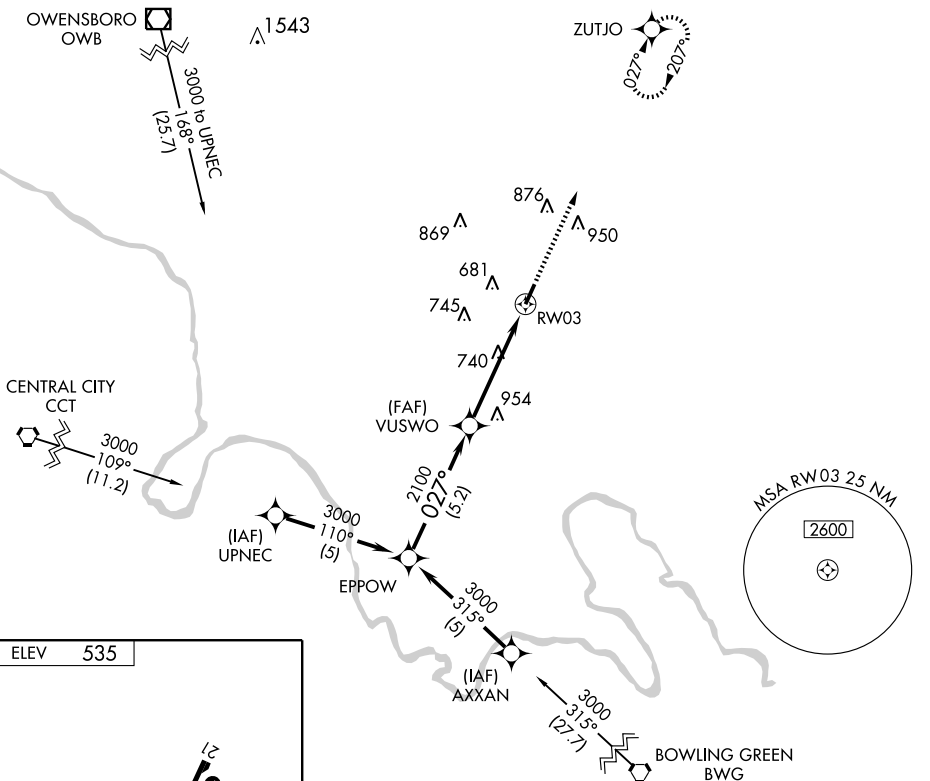 OWENSBORO
OWB
1543
ZUTJO
027°
207°
3000 to UPNEC
168°
(25.7)
876
950
869
681
745
RW03
740
CENTRAL CITY
CCT
954
(FAF)
VUSWO
3000
109°
(11.2)
2100
027°
(5.2)
MSA RW03 25 NM
2600
3000
110°
(5)
(IAF)
UPNEC
EPPOW
3000
315°
(5)
ELEV 535
(IAF)
AXXAN
3000
315°
(27.7)
21
BOWLING GREEN
BWG